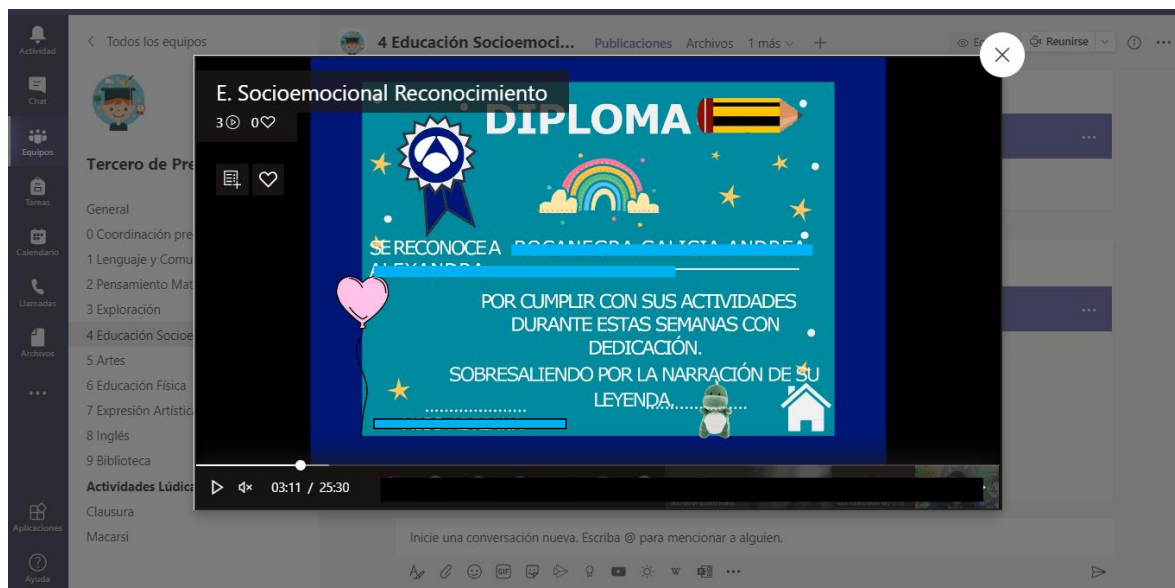 Actividad
Chat
Equipos
Tareas
Calendario
Llamadas
Archivos
Aplicaciones
Ayuda
Todos los equipos
Tercero de Pre
General
0 Coordinación pre
1 Lenguaje y Comu
2 Pensamiento Mat
3 Exploración
4 Educación Socioe
5 Artes
6 Educación Física
7 Expresión Artístic
8 Inglés
9 Biblioteca
Actividades Lúdica
Clausura
Macarsi
4 Educación Socioemoci... Publicaciones Archivos 1 más
Reunirse
E. Socioemocional Reconocimiento
3 0
DIPLOMA
SE RECONOCE A
POR CUMPLIR CON SUS ACTIVIDADES
DURANTE ESTAS SEMANAS CON
DEDICACIÓN.
SOBRESALIENDO POR LA NARRACIÓN DE SU
LEYENDA.
03:11 / 25:30
Inicie una conversación nueva. Escriba @ para mencionar a alguien.
GIF